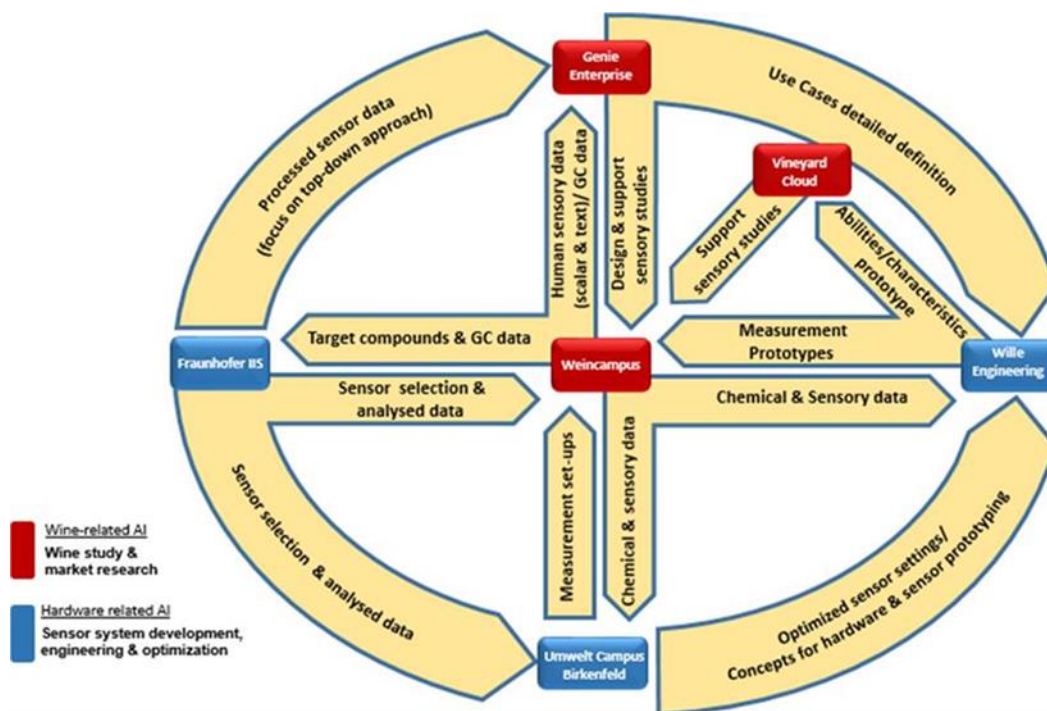 Genie
Enterprise
Use Cases detailed definition
Processed sensor data
(focus on top-down approach)
Human sensory data
(scalar & text)/ GC data
Design & support
sensory studies
Vineyard
Cloud
Support
sensory studies
Abilities/characteristics
prototype
Target compounds & GC data
Measurement
Prototypes
Fraunhofer IIS
Weincampus
Wille
Engineering
Sensor selection &
analysed data
Chemical & Sensory data
Sensor selection & analysed data
Measurement set-ups
Chemical & sensory data
Optimized sensor settings/
Concepts for hardware & sensor prototyping
Umwelt Campus
Birkenfeld
Wine-related AI
Wine study &
market research
Hardware related AI
Sensor system development,
engineering & optimization